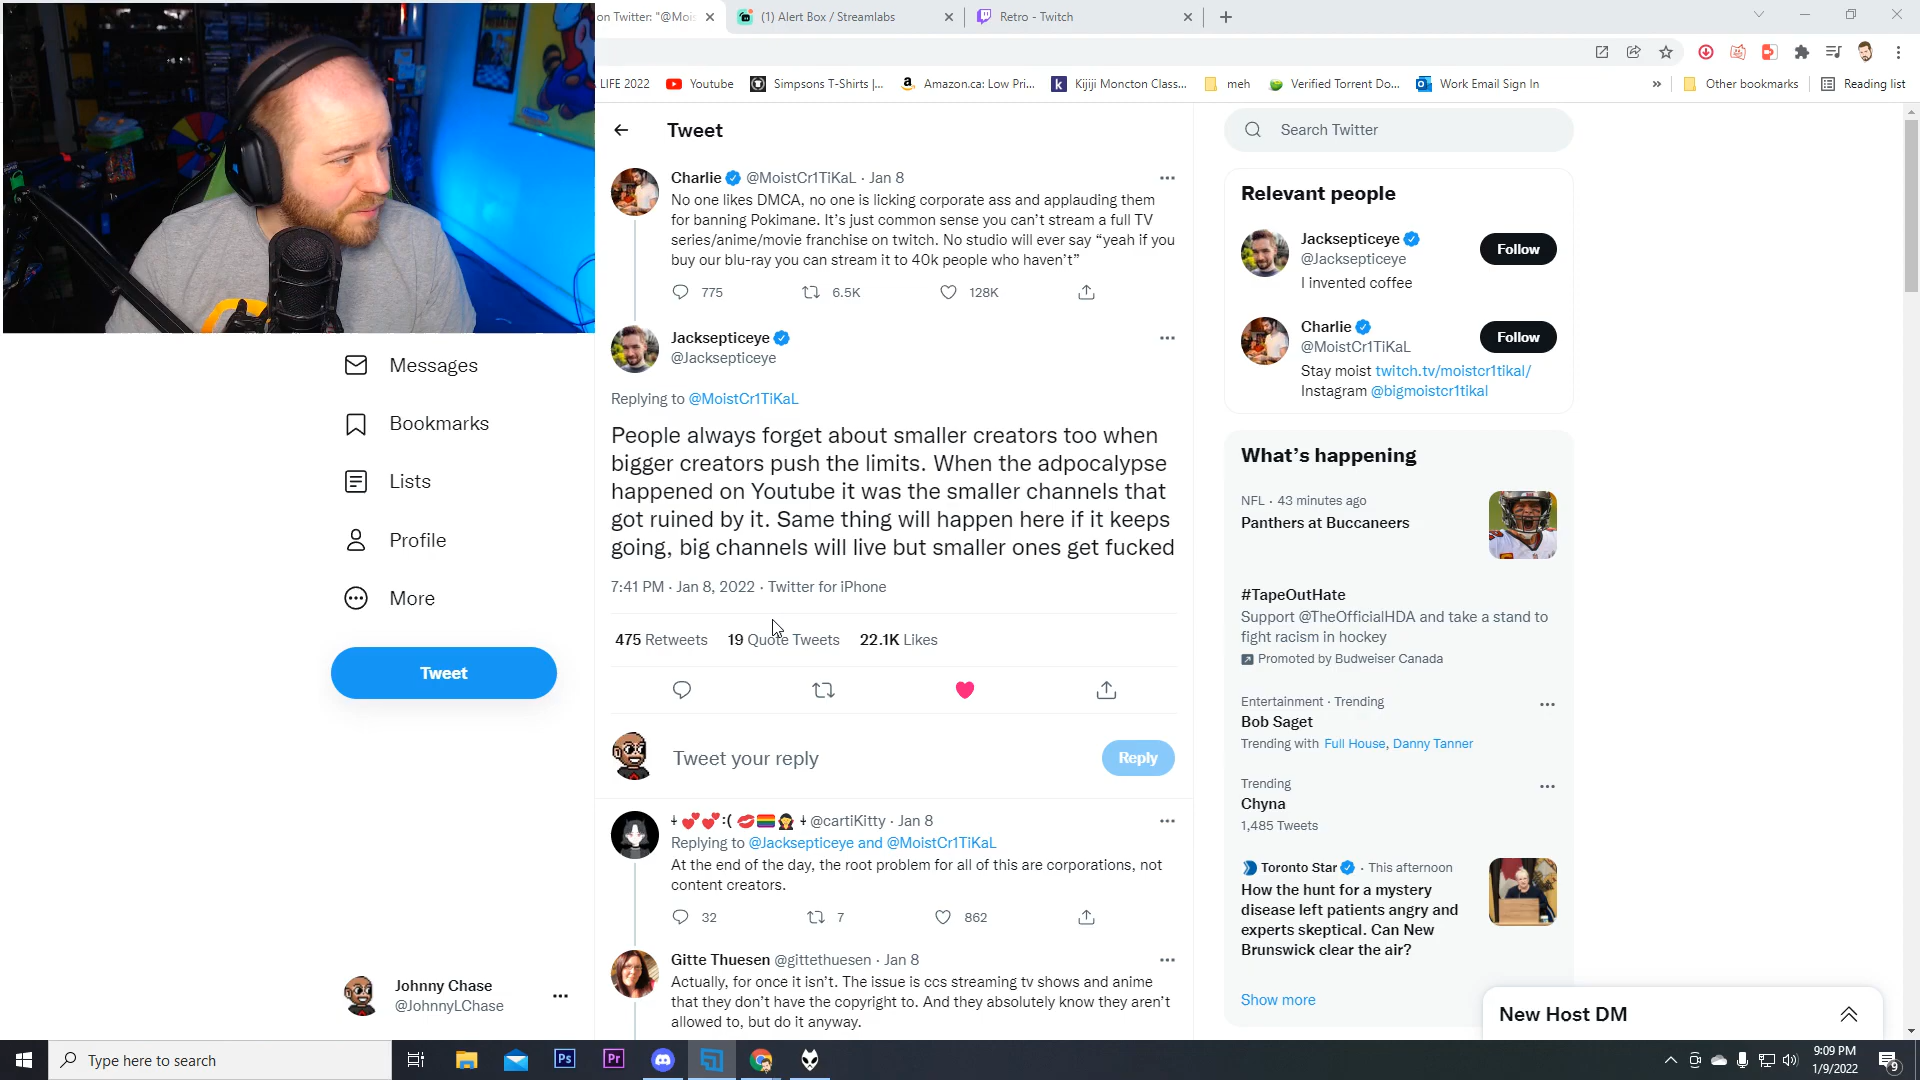 on Twitter: "@Mois
(1) Alert Box / Streamlabs
Retro - Twitch
LIFE 2022
Youtube
Simpsons T-Shirts |...
Amazon.ca: Low Pri...
Kijiji Moncton Class...
meh
Verified Torrent Do...
Work Email Sign In
»
Other bookmarks
Reading list
Tweet
Search Twitter
Charlie @MoistCr1TiKaL · Jan 8
No one likes DMCA, no one is licking corporate ass and applauding them
for banning Pokimane. It's just common sense you can't stream a full TV
series/anime/movie franchise on twitch. No studio will ever say “yeah if you
buy our blu-ray you can stream it to 40k people who haven't”
775 6.5K 128K
Jacksepticeye
@Jacksepticeye
Replying to @MoistCr1TiKaL
People always forget about smaller creators too when
bigger creators push the limits. When the adpocalypse
happened on Youtube it was the smaller channels that
got ruined by it. Same thing will happen here if it keeps
going, big channels will live but smaller ones get fucked
7:41 PM · Jan 8, 2022 · Twitter for iPhone
475 Retweets 19 Quote Tweets 22.1K Likes
Tweet your reply
Reply
:( @cartiKitty · Jan 8
Replying to @Jacksepticeye and @MoistCr1TiKaL
At the end of the day, the root problem for all of this are corporations, not
content creators.
32 7 862
Gitte Thuesen @gittethuesen · Jan 8
Actually, for once it isn't. The issue is ccs streaming tv shows and anime
that they don't have the copyright to. And they absolutely know they aren't
allowed to, but do it anyway.
Messages
Bookmarks
Lists
Profile
More
Tweet
Johnny Chase
@JohnnyLChase
Relevant people
Jacksepticeye
@Jacksepticeye
Follow
I invented coffee
Charlie
@MoistCr1TiKaL
Follow
Stay moist twitch.tv/moistcr1tikal/
Instagram @bigmoistcr1tikal
What's happening
NFL · 43 minutes ago
Panthers at Buccaneers
#TapeOutHate
Support @TheOfficialHDA and take a stand to
fight racism in hockey
Promoted by Budweiser Canada
Entertainment · Trending
Bob Saget
Trending with Full House, Danny Tanner
Trending
Chyna
1,485 Tweets
Toronto Star · This afternoon
How the hunt for a mystery
disease left patients angry and
experts skeptical. Can New
Brunswick clear the air?
Show more
New Host DM
Type here to search
Ps
Pr
9:09 PM
1/9/2022
9